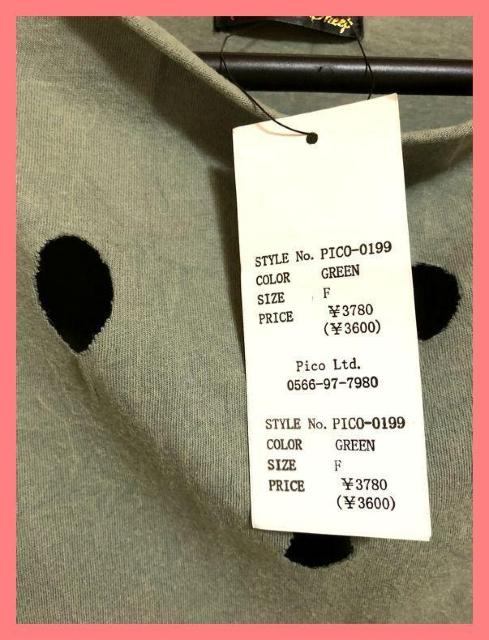 STYLE No. PICO-0199
COLOR GREEN
SIZE F
PRICE ¥3780
(¥3600)
Pico Ltd.
0566-97-7980
STYLE No. PICO-0199
COLOR GREEN
SIZE F
PRICE ¥3780
(¥3600)